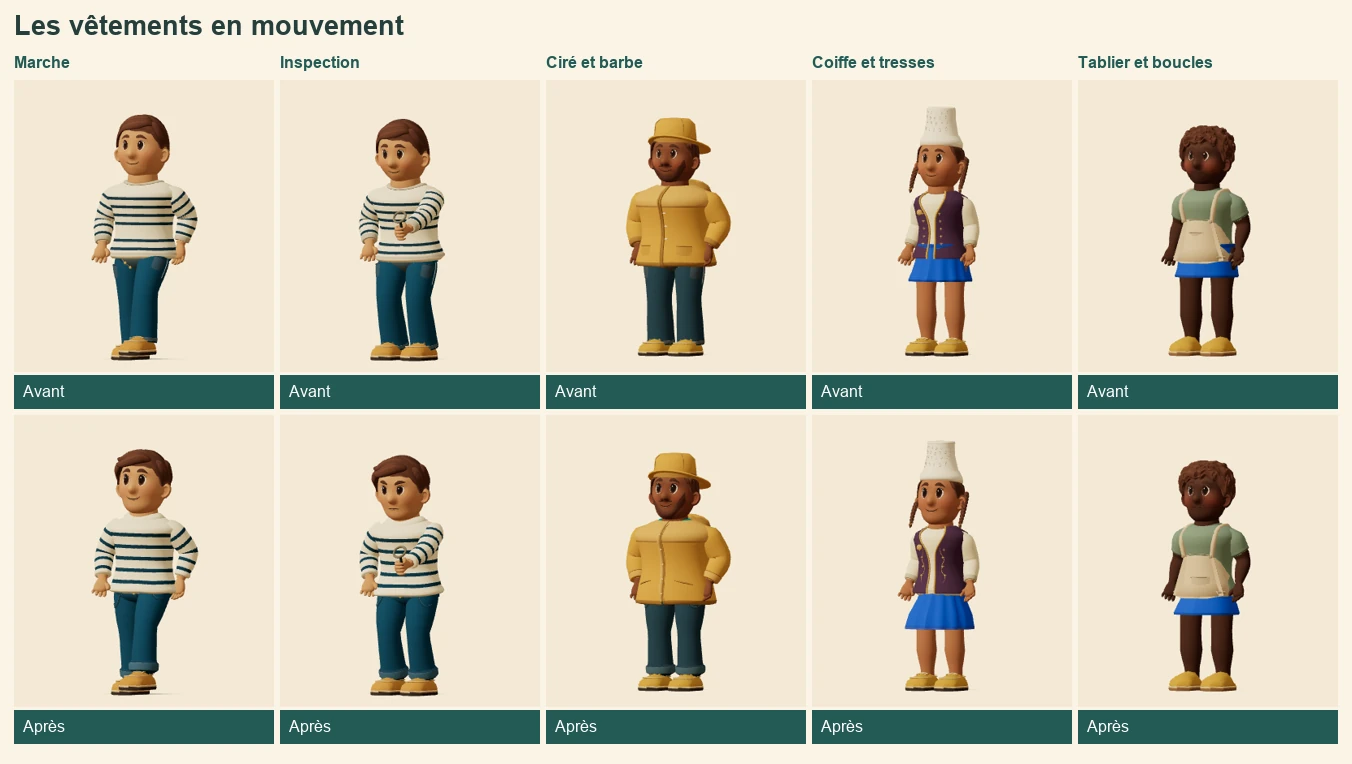 Les vêtements en mouvement
Marche
Inspection
Ciré et barbe
Coiffe et tresses
Tablier et boucles
Avant
Avant
Avant
Avant
Avant
Après
Après
Après
Après
Après